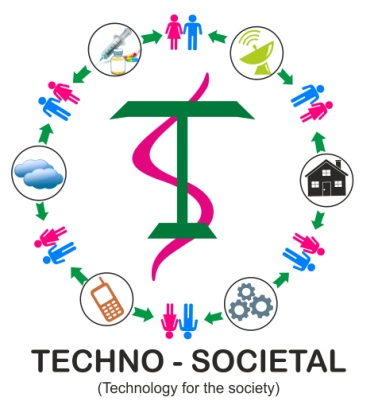 TECHNO - SOCIETAL
(Technology for the society)